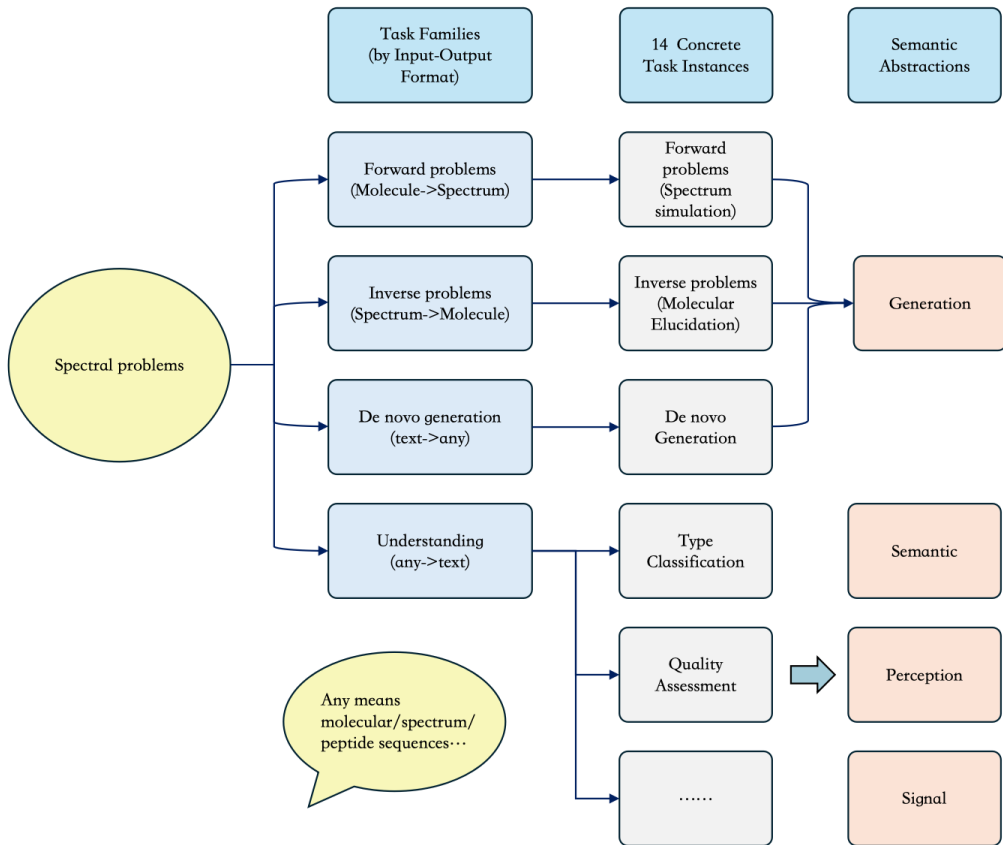 Task Families
(by Input-Output
Format)
14 Concrete
Task Instances
Semantic
Abstractions
Forward problems
(Molecule->Spectrum)
Forward
problems
(Spectrum
simulation)
Spectral problems
Inverse problems
(Spectrum->Molecule)
Inverse problems
(Molecular
Elucidation)
Generation
De novo generation
(text->any)
De novo
Generation
Understanding
(any->text)
Type
Classification
Semantic
Any means
molecular/spectrum/
peptide sequences⋯
Quality
Assessment
Perception
⋯⋯
Signal